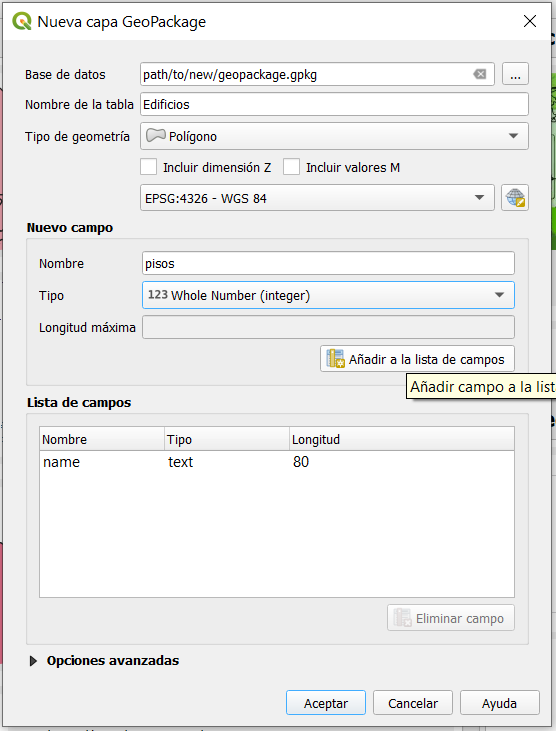 Nueva capa GeoPackage
Base de datos path/to/new/geopackage.gpkg ...
Nombre de la tabla Edificios
Tipo de geometría Polígono
Incluir dimensión Z Incluir valores M
EPSG:4326 - WGS 84
Nuevo campo
Nombre pisos
Tipo 123 Whole Number (integer)
Longitud máxima
Añadir a la lista de campos
Añadir campo a la list
Lista de campos
Nombre Tipo Longitud
name text 80
Eliminar campo
Opciones avanzadas
Aceptar Cancelar Ayuda